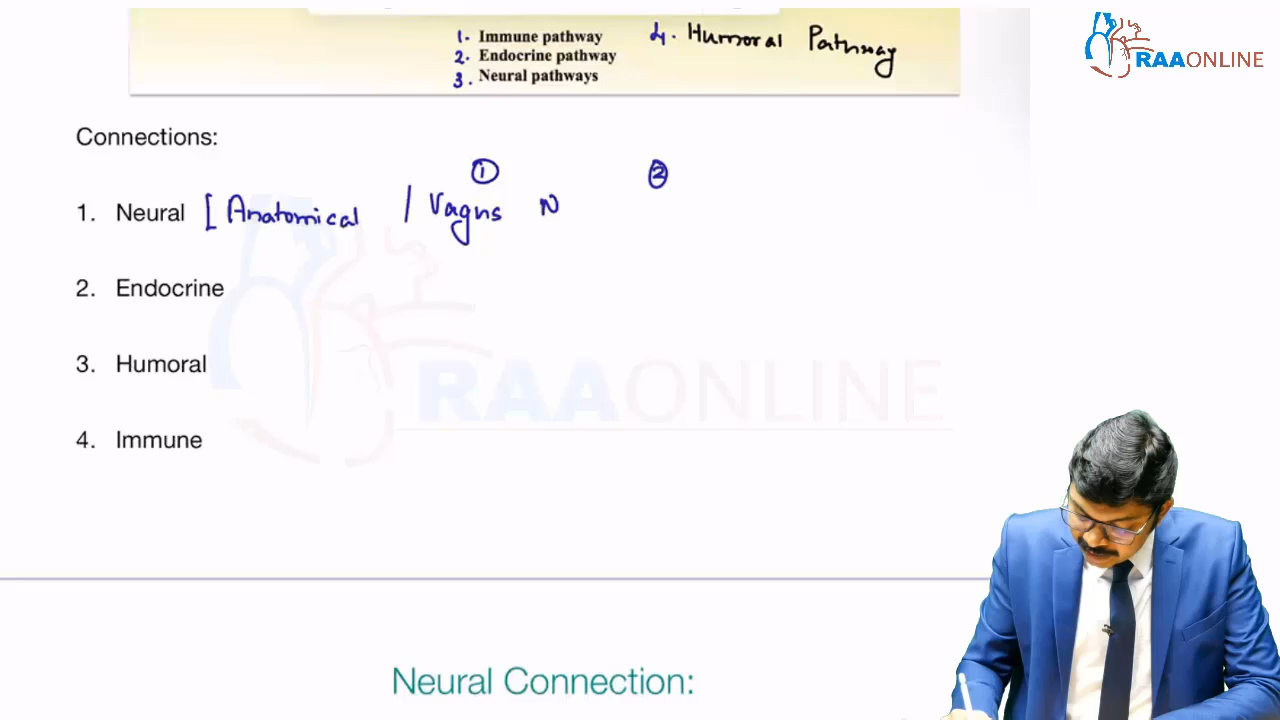 1. Immune pathway 4. Humoral Pathway
2. Endocrine pathway
3. Neural pathways
RAAONLINE
Connections:
① ②
1. Neural [Anatomical / Vagus N
2. Endocrine
3. Humoral
RAAONLINE
4. Immune
Neural Connection: